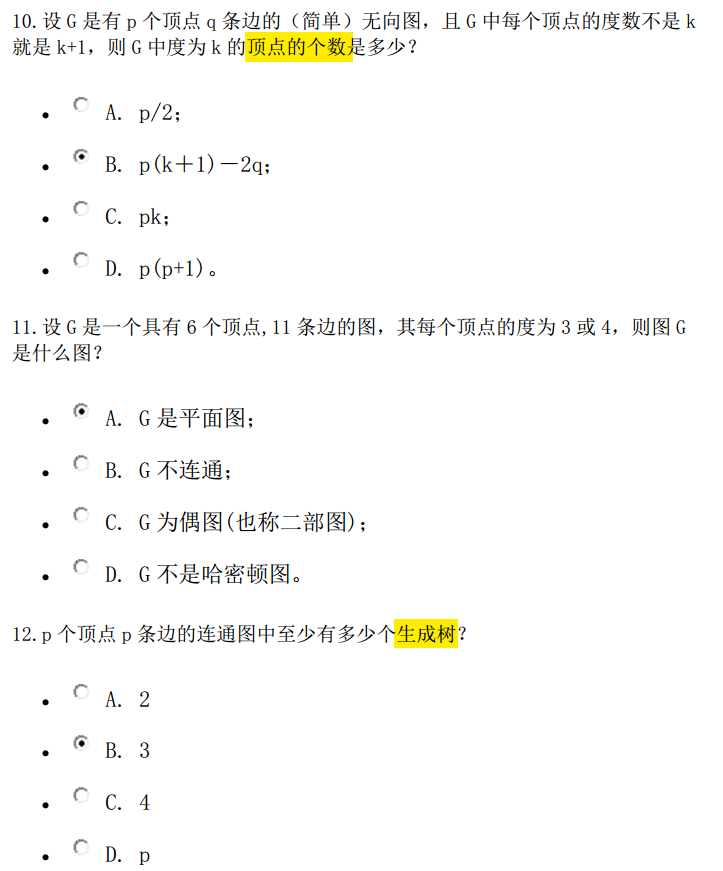 10.设 G 是有 p 个顶点 q 条边的（简单）无向图，且 G 中每个顶点的度数不是 k
就是 k+1，则 G 中度为 k 的顶点的个数是多少？
A. p/2;
B. p(k＋1)－2q;
C. pk;
D. p(p+1)。
11.设 G 是一个具有 6 个顶点,11 条边的图，其每个顶点的度为 3 或 4，则图 G
是什么图？
A. G 是平面图;
B. G 不连通;
C. G 为偶图(也称二部图);
D. G 不是哈密顿图。
12.p 个顶点 p 条边的连通图中至少有多少个生成树？
A. 2
B. 3
C. 4
D. p